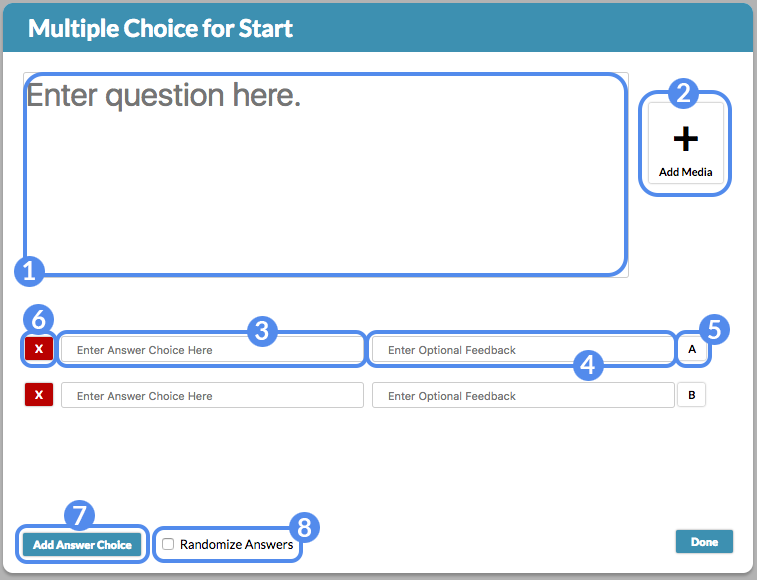 Multiple Choice for Start
Enter question here.
2
+
Add Media
1
6
3
5
X Enter Answer Choice Here Enter Optional Feedback A
4
X Enter Answer Choice Here Enter Optional Feedback B
7
8
Add Answer Choice Randomize Answers Done